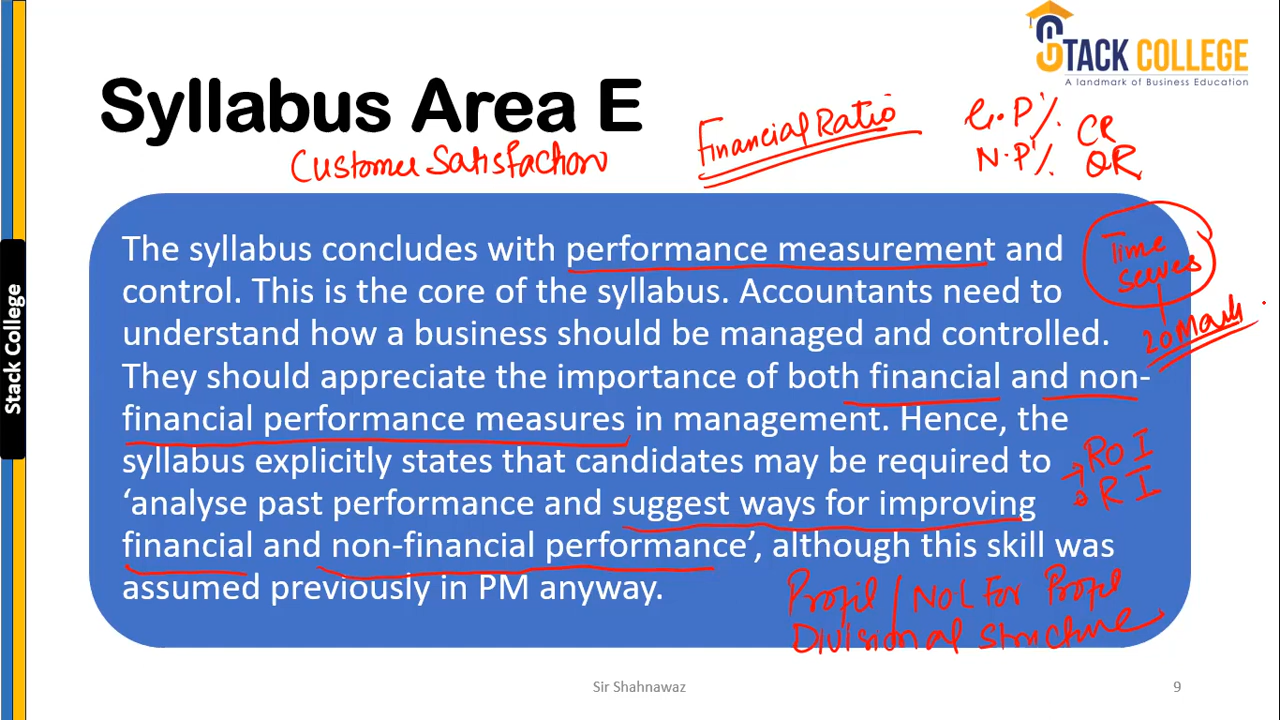 STACK COLLEGE
A landmark of Business Education
Syllabus Area E
Customer Satisfaction
Financial Ratio
G.P%
N.P%
CR
QR
The syllabus concludes with performance measurement and
control. This is the core of the syllabus. Accountants need to
understand how a business should be managed and controlled.
They should appreciate the importance of both financial and non-
financial performance measures in management. Hence, the
syllabus explicitly states that candidates may be required to
‘analyse past performance and suggest ways for improving
financial and non-financial performance’, although this skill was
assumed previously in PM anyway.
Time
series
20 Mark
ROI
RI
Profit / Not For Profit
Divisional Structure
Stack College
Sir Shahnawaz
9